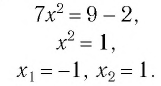 7x² = 9 − 2,
x² = 1,
x₁ = −1, x₂ = 1.